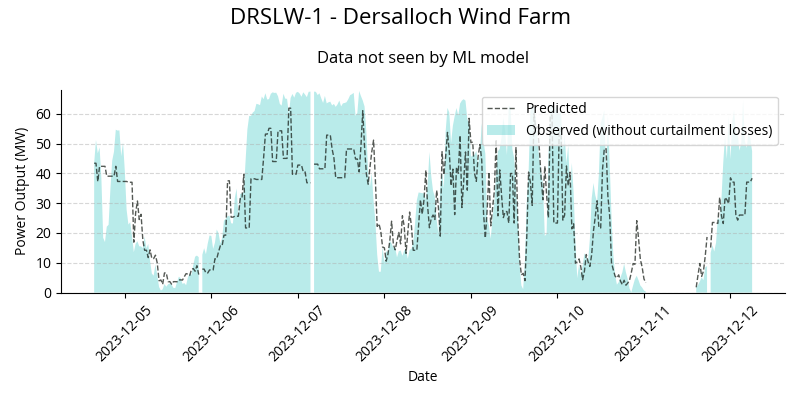 DRSLW-1 - Dersalloch Wind Farm
Data not seen by ML model
Predicted
Observed (without curtailment losses)
Power Output (MW)
60
50
40
30
20
10
0
2023-12-05
2023-12-06
2023-12-07
2023-12-08
2023-12-09
2023-12-10
2023-12-11
2023-12-12
Date